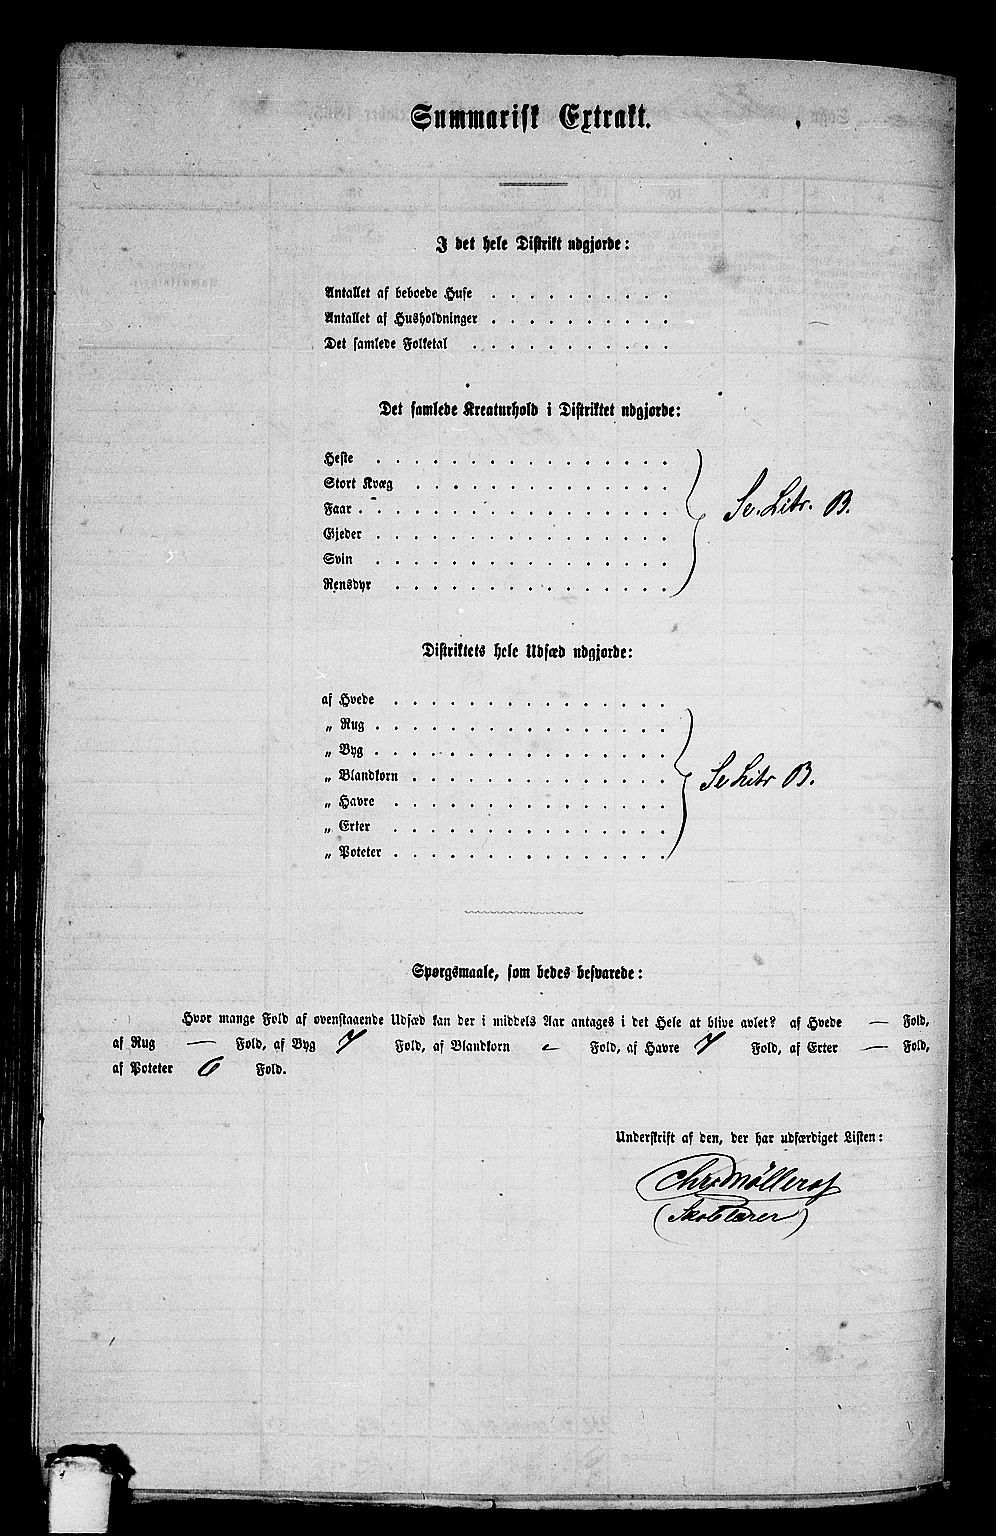 Summarisk Extrakt.
I det hele Distrikt udgjorde:
Antallet af beboede Huse . . . . . . . . . .
Antallet af Husholdninger . . . . . . . . . .
Det samlede Folketal . . . . . . . . . . .
Det samlede Kreaturhold i Distriktet udgjorde:
Heste . . . . . . . . . . . . . . . .
Stort Kvæg . . . . . . . . . . . . . .
Faar . . . . . . . . . . . . . . . . .
Se. Litr. B.
Gjeder . . . . . . . . . . . . . . . .
Svin . . . . . . . . . . . . . . . .
Rensdyr . . . . . . . . . . . . . . .
Distriktets hele Udsæd udgjorde:
af Hvede . . . . . . . . . . . . . . .
„ Rug . . . . . . . . . . . . . . . .
„ Byg . . . . . . . . . . . . . . . .
„ Blandkorn . . . . . . . . . . . . . .
Se Litr B.
„ Havre . . . . . . . . . . . . . . .
„ Erter . . . . . . . . . . . . . . .
„ Poteter . . . . . . . . . . . . . . .
Spørgsmaale, som bedes besvarede:
Hvor mange Fold af ovenstaaende Udsæd kan der i middels Aar antages i det Hele at blive avlet? af Hvede — Fold,
af Rug — Fold, af Byg 7 Fold, af Blandkorn - Fold, af Havre 7 Fold, af Erter — Fold,
af Poteter 6 Fold.
Underskrift af den, der har udfærdiget Listen:
(Skolelærer)